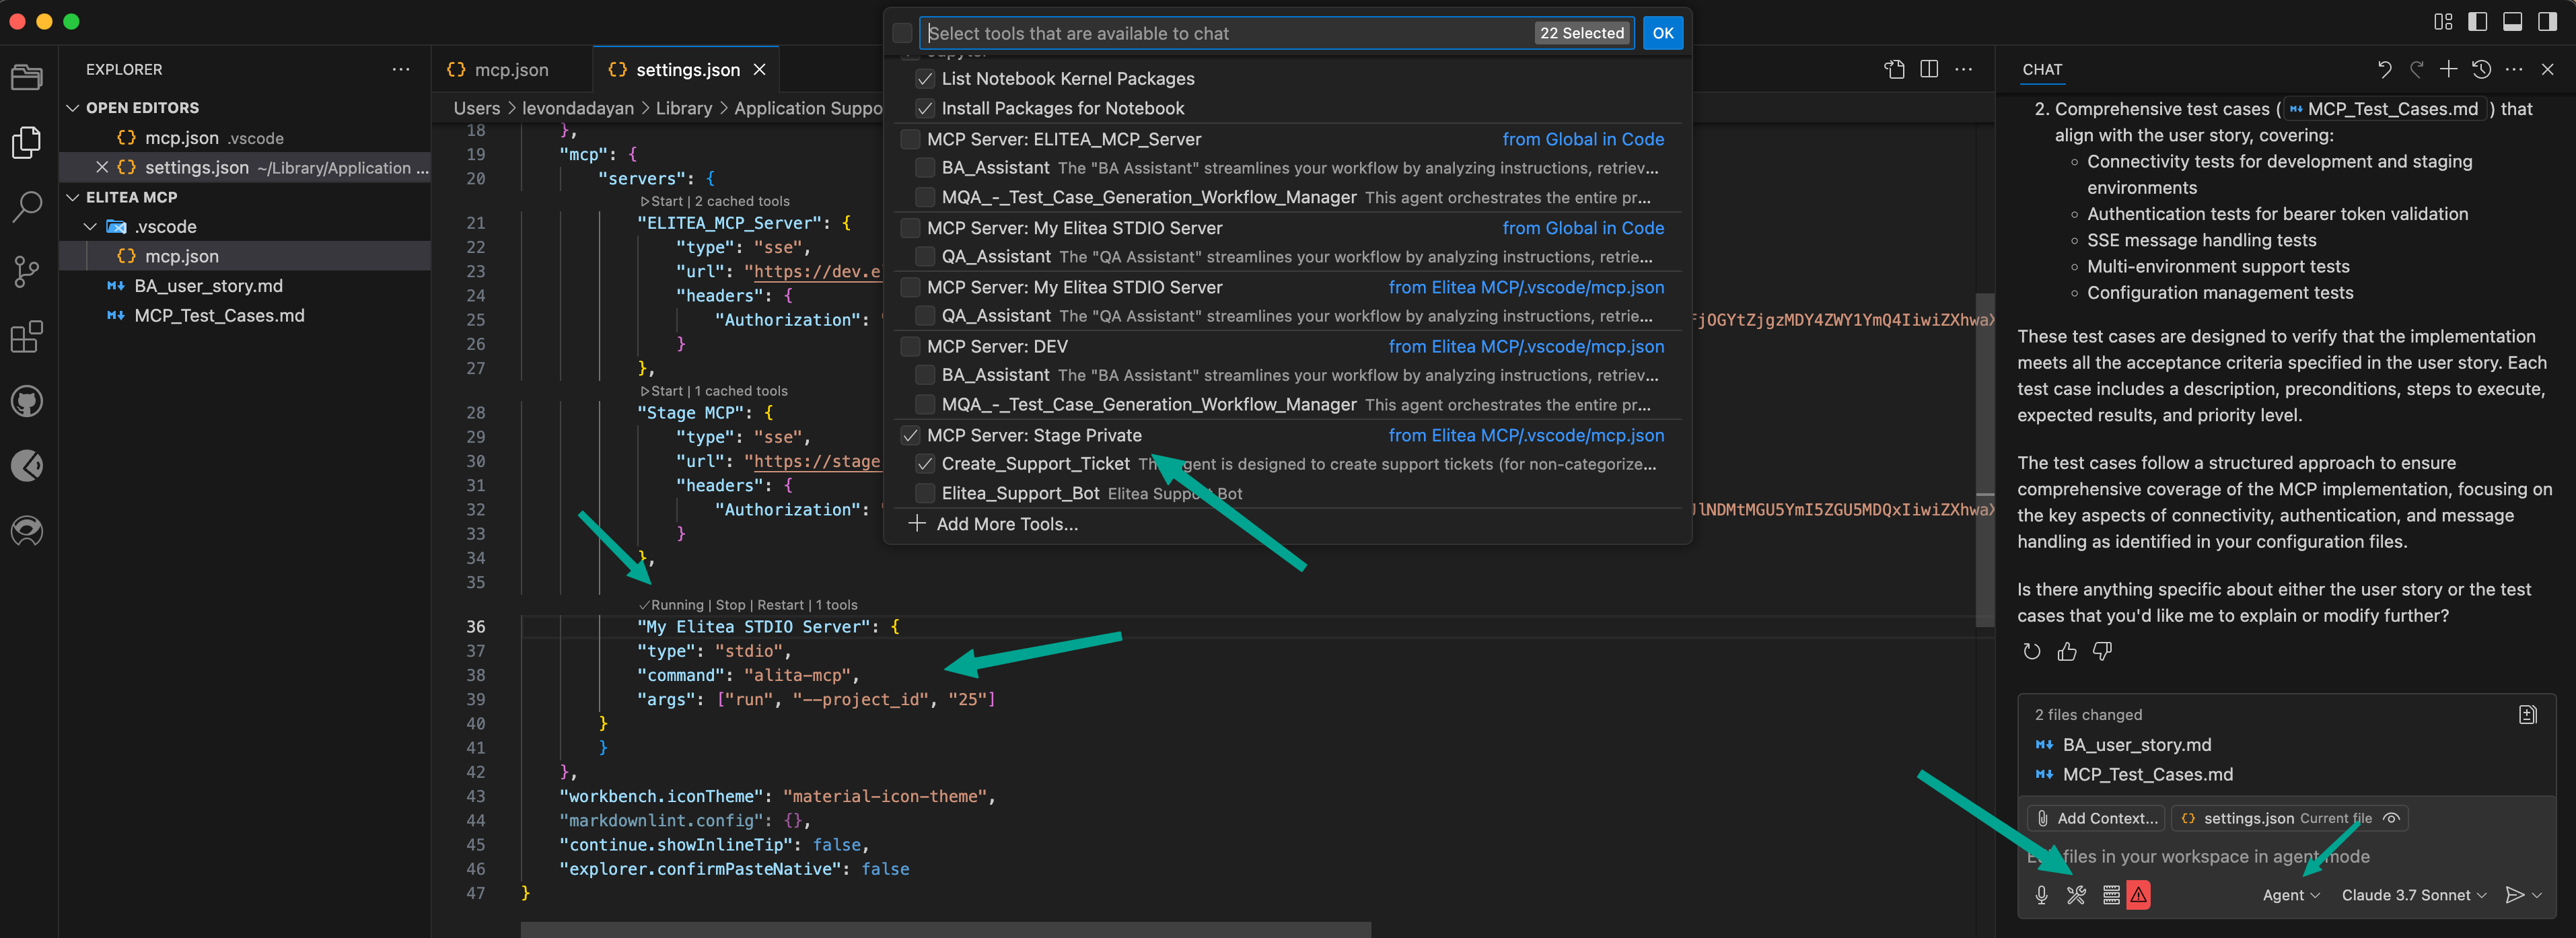 EXPLORER
OPEN EDITORS
mcp.json .vscode
settings.json ~/Library/Application ...
ELITEA MCP
.vscode
mcp.json
BA_user_story.md
MCP_Test_Cases.md
mcp.json
settings.json
Users > levondadayan > Library > Application Suppo
18 },
19 "mcp": {
20 "servers": {
Start | 2 cached tools
21 "ELITEA_MCP_Server": {
22 "type": "sse",
23 "url": "https://dev.e
24 "headers": {
25 "Authorization": fjOGYtZjgzMDY4ZWY1YmQ4IiwiZXhwaX
26 }
27 },
Start | 1 cached tools
28 "Stage MCP": {
29 "type": "sse",
30 "url": "https://stage
31 "headers": {
32 "Authorization": lNDMtMGU5YmI5ZGU5MDQxIiwiZXhwaX
33 }
34 },
35
✓Running | Stop | Restart | 1 tools
36 "My Elitea STDIO Server": {
37 "type": "stdio",
38 "command": "alita-mcp",
39 "args": ["run", "--project_id", "25"]
40 }
41 }
42 },
43 "workbench.iconTheme": "material-icon-theme",
44 "markdownlint.config": {},
45 "continue.showInlineTip": false,
46 "explorer.confirmPasteNative": false
47 }
Select tools that are available to chat 22 Selected OK
List Notebook Kernel Packages
Install Packages for Notebook
MCP Server: ELITEA_MCP_Server from Global in Code
BA_Assistant The "BA Assistant" streamlines your workflow by analyzing instructions, retriev...
MQA_-_Test_Case_Generation_Workflow_Manager This agent orchestrates the entire pr...
MCP Server: My Elitea STDIO Server from Global in Code
QA_Assistant The "QA Assistant" streamlines your workflow by analyzing instructions, retrie...
MCP Server: My Elitea STDIO Server from Elitea MCP/.vscode/mcp.json
QA_Assistant The "QA Assistant" streamlines your workflow by analyzing instructions, retrie...
MCP Server: DEV from Elitea MCP/.vscode/mcp.json
BA_Assistant The "BA Assistant" streamlines your workflow by analyzing instructions, retriev...
MQA_-_Test_Case_Generation_Workflow_Manager This agent orchestrates the entire pr...
MCP Server: Stage Private from Elitea MCP/.vscode/mcp.json
Create_Support_Ticket agent is designed to create support tickets (for non-categorize...
Elitea_Support_Bot Elitea Support Bot
+ Add More Tools...
CHAT
2. Comprehensive test cases ( MCP_Test_Cases.md ) that
align with the user story, covering:
Connectivity tests for development and staging
environments
Authentication tests for bearer token validation
SSE message handling tests
Multi-environment support tests
Configuration management tests
These test cases are designed to verify that the implementation
meets all the acceptance criteria specified in the user story. Each
test case includes a description, preconditions, steps to execute,
expected results, and priority level.
The test cases follow a structured approach to ensure
comprehensive coverage of the MCP implementation, focusing on
the key aspects of connectivity, authentication, and message
handling as identified in your configuration files.
Is there anything specific about either the user story or the test
cases that you'd like me to explain or modify further?
2 files changed
BA_user_story.md
MCP_Test_Cases.md
Add Context... settings.json Current file
files in your workspace in agent mode
Agent Claude 3.7 Sonnet